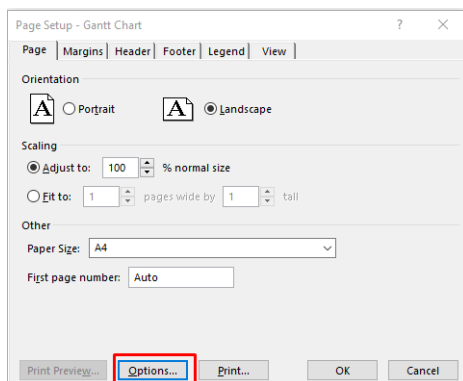 Page Setup - Gantt Chart ? ×
Page Margins Header Footer Legend View
Orientation
A Portrait A Landscape
Scaling
Adjust to: 100 % normal size
Fit to: 1 pages wide by 1 tall
Other
Paper Size: A4
First page number: Auto
Print Preview... Options... Print... OK Cancel